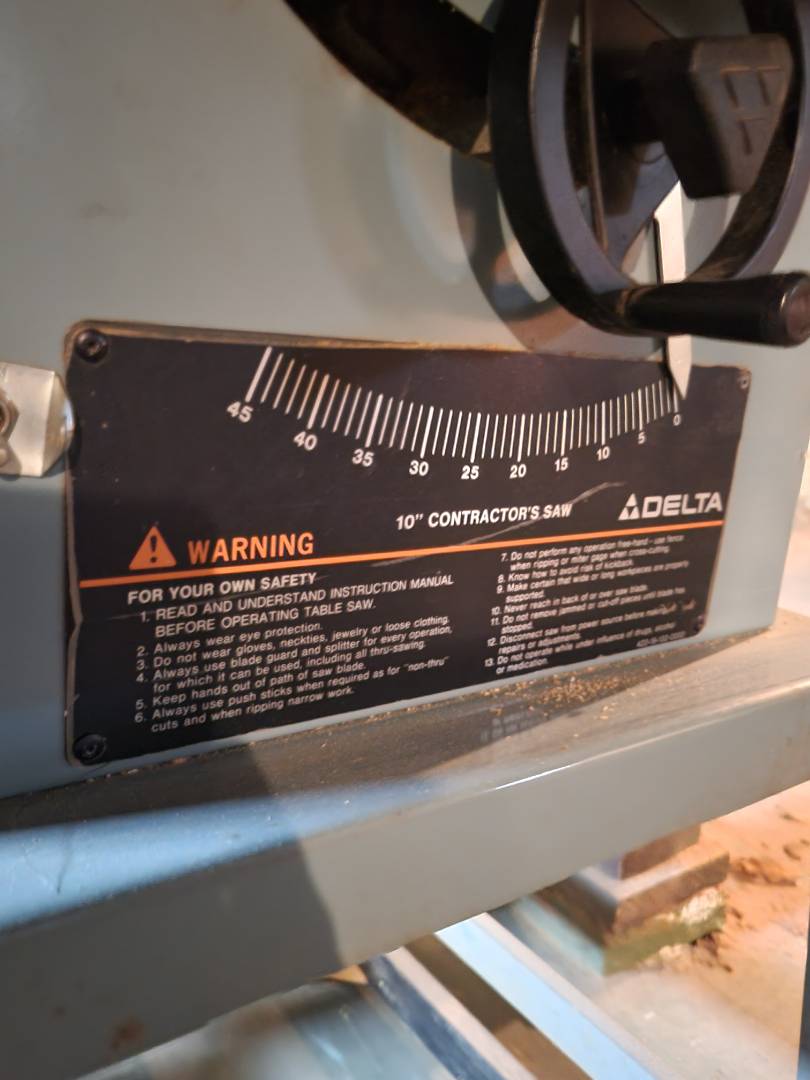 45 40 35 30 25 20 15 10 5 0
10" CONTRACTOR'S SAW
DELTA
WARNING
FOR YOUR OWN SAFETY
1. READ AND UNDERSTAND INSTRUCTION MANUAL
BEFORE OPERATING TABLE SAW.
2. Always wear eye protection.
3. Do not wear gloves, neckties, jewelry or loose clothing.
4. Always use blade guard and splitter for every operation,
for which it can be used, including all thru-sawing.
5. Keep hands out of path of saw blade.
6. Always use push sticks when required as for "non-thru"
cuts and when ripping narrow work.
7. Do not perform any operation free-hand - use fence
when ripping or miter gage when cross-cutting.
8. Know how to avoid risk of kickback.
9. Make certain that wide or long workpieces are properly
supported.
10. Never reach in back of or over saw blade.
11. Do not remove jammed or cut-off pieces until blade has
stopped.
12. Disconnect saw from power source before making
repairs or adjustments.
13. Do not operate while under influence of drugs, alcohol
or medication.